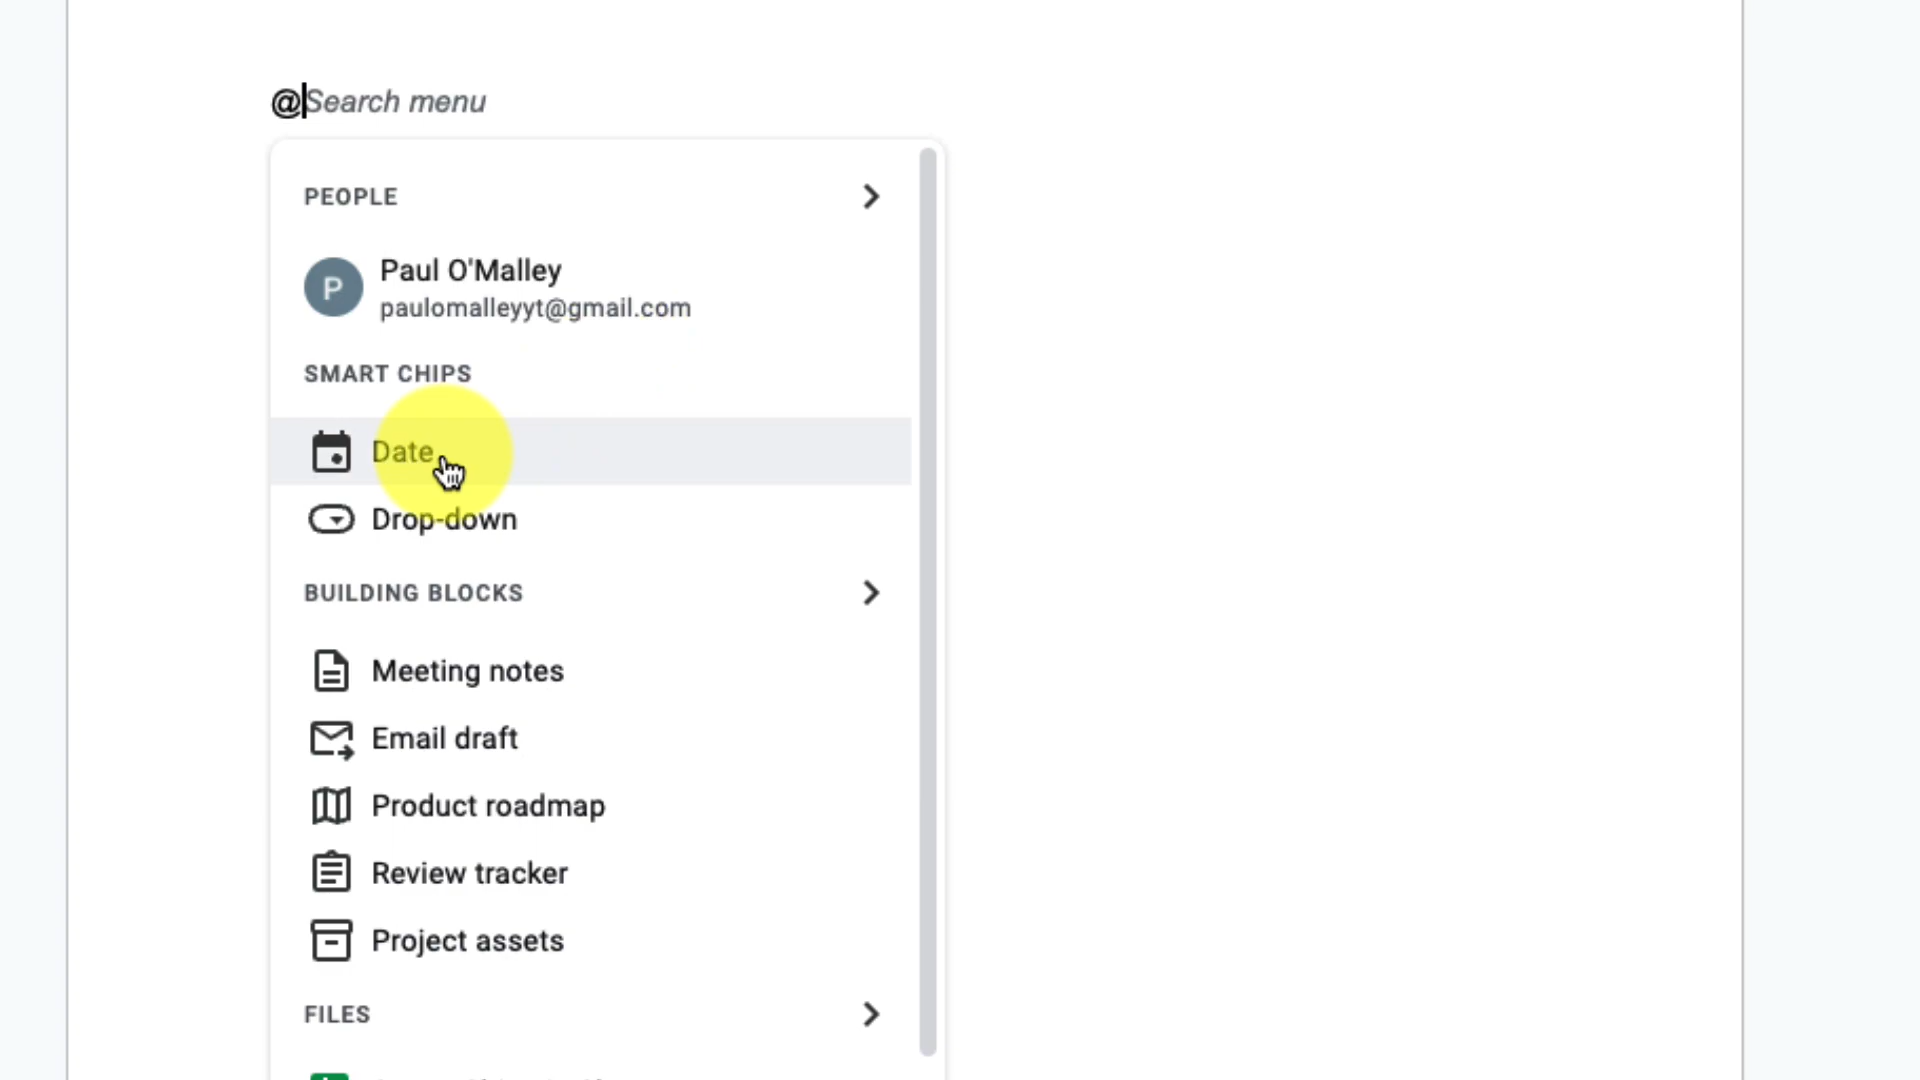 @Search menu
PEOPLE
P
Paul O'Malley
paulomalleyyt@gmail.com
SMART CHIPS
Date
Drop-down
BUILDING BLOCKS
Meeting notes
Email draft
Product roadmap
Review tracker
Project assets
FILES